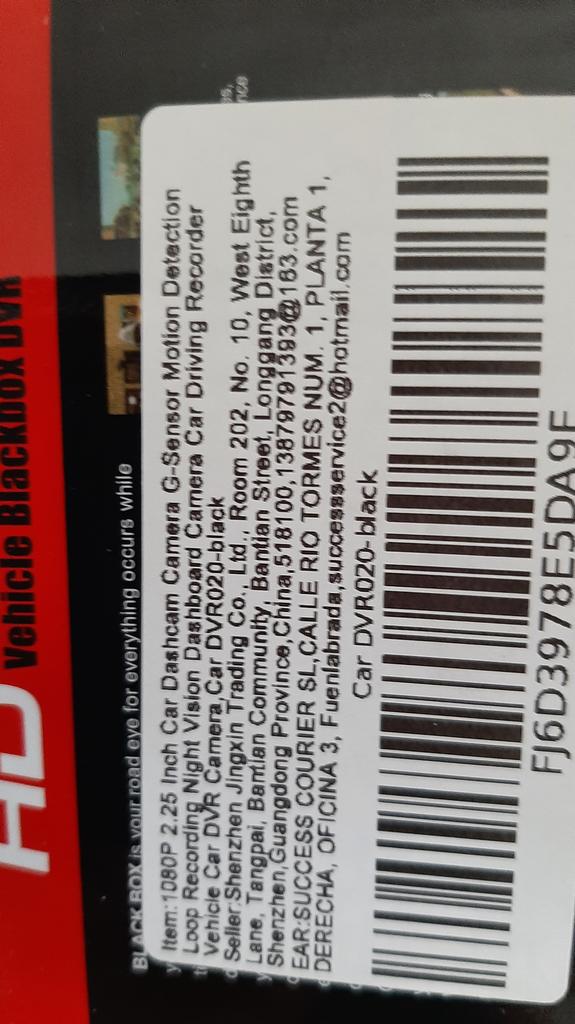 HD Vehicle Blackbox DVR
BLACK BOX is your road eye for everything occurs while
Item:1080P 2.25 Inch Car Dashcam Camera G-Sensor Motion Detection
Loop Recording Night Vision Dashboard Camera Car Driving Recorder
Vehicle Car DVR Camera,Car DVR020-black
Seller:Shenzhen Jingxin Trading Co., Ltd., Room 202, No. 10, West Eighth
Lane, Tangpai, Bantian Community, Bantian Street, Longgang District,
Shenzhen,Guangdong Province,China,518100,13879791393@163.com
EAR:SUCCESS COURIER SL,CALLE RIO TORMES NUM. 1, PLANTA 1,
DERECHA, OFICINA 3, Fuenlabrada,successservice2@hotmail.com
Car DVR020-black
FJ6D3978E5DA9F